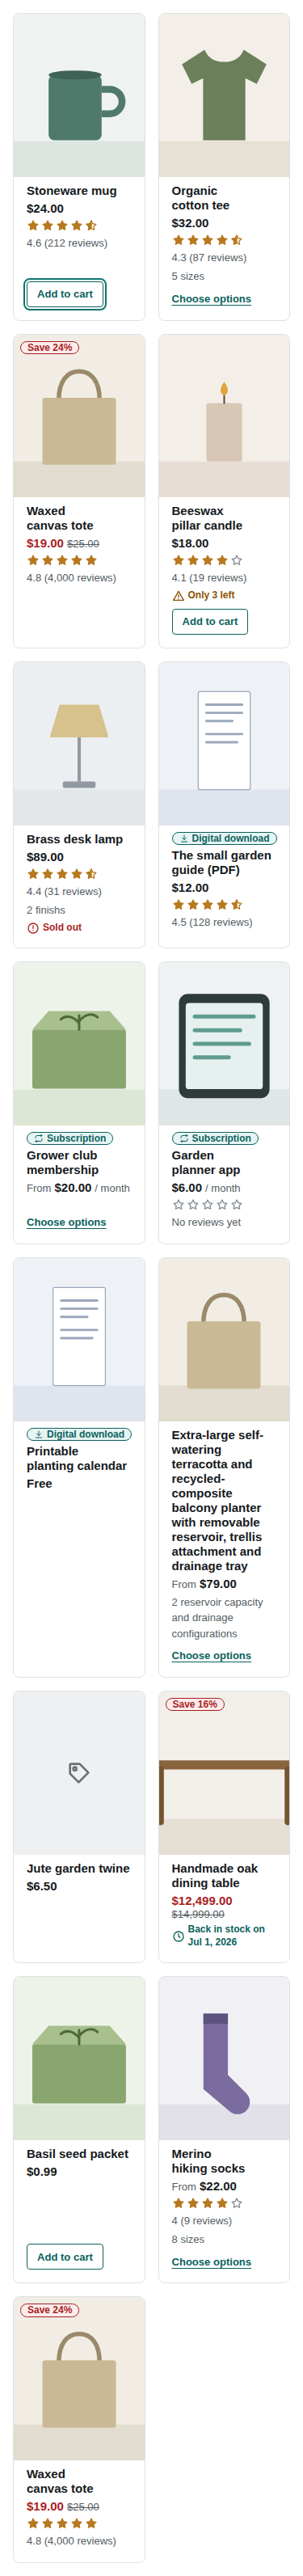 Stoneware mug
$24.00
4.6 (212 reviews)
Add to cart
Organic
cotton tee
$32.00
4.3 (87 reviews)
5 sizes
Choose options
Save 24%
Waxed
canvas tote
$19.00 $25.00
4.8 (4,000 reviews)
Beeswax
pillar candle
$18.00
4.1 (19 reviews)
Only 3 left
Add to cart
Brass desk lamp
$89.00
4.4 (31 reviews)
2 finishs
Sold out
Digital download
The small garden
guide (PDF)
$12.00
4.5 (128 reviews)
Subscription
Grower club
membership
From $20.00 / month
Choose options
Subscription
Garden
planner app
$6.00 / month
No reviews yet
Digital download
Printable
planting calendar
Free
Extra-large self-
watering
terracotta and
recycled-
composite
balcony planter
with removable
reservoir, trellis
attachment and
drainage tray
From $79.00
2 reservoir capacity
and drainage
configurations
Choose options
Jute garden twine
$6.50
Save 16%
Handmade oak
dining table
$12,499.00
$14,999.00
Back in stock on
Jul 1, 2026
Basil seed packet
$0.99
Add to cart
Merino
hiking socks
From $22.00
4 (9 reviews)
8 sizes
Choose options
Save 24%
Waxed
canvas tote
$19.00 $25.00
4.8 (4,000 reviews)